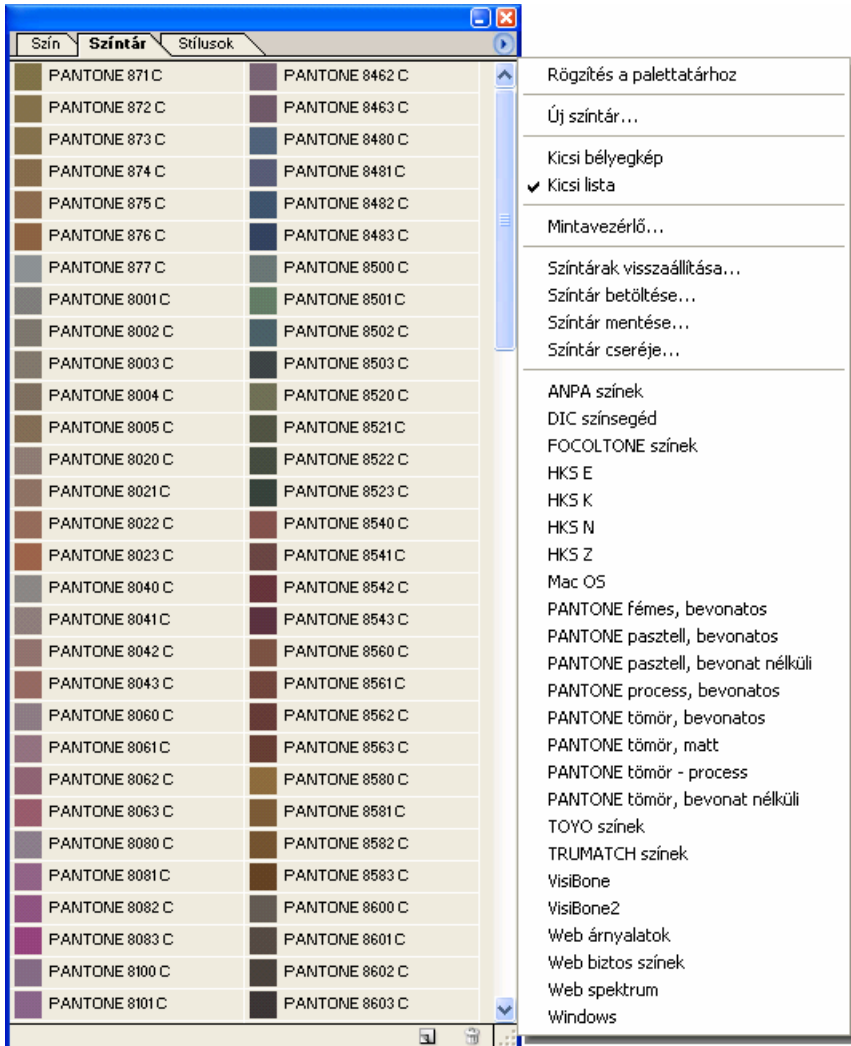 Szín Színtár Stílusok
PANTONE 871 C PANTONE 8462 C
PANTONE 872 C PANTONE 8463 C
PANTONE 873 C PANTONE 8480 C
PANTONE 874 C PANTONE 8481 C
PANTONE 875 C PANTONE 8482 C
PANTONE 876 C PANTONE 8483 C
PANTONE 877 C PANTONE 8500 C
PANTONE 8001 C PANTONE 8501 C
PANTONE 8002 C PANTONE 8502 C
PANTONE 8003 C PANTONE 8503 C
PANTONE 8004 C PANTONE 8520 C
PANTONE 8005 C PANTONE 8521 C
PANTONE 8020 C PANTONE 8522 C
PANTONE 8021 C PANTONE 8523 C
PANTONE 8022 C PANTONE 8540 C
PANTONE 8023 C PANTONE 8541 C
PANTONE 8040 C PANTONE 8542 C
PANTONE 8041 C PANTONE 8543 C
PANTONE 8042 C PANTONE 8560 C
PANTONE 8043 C PANTONE 8561 C
PANTONE 8060 C PANTONE 8562 C
PANTONE 8061 C PANTONE 8563 C
PANTONE 8062 C PANTONE 8580 C
PANTONE 8063 C PANTONE 8581 C
PANTONE 8080 C PANTONE 8582 C
PANTONE 8081 C PANTONE 8583 C
PANTONE 8082 C PANTONE 8600 C
PANTONE 8083 C PANTONE 8601 C
PANTONE 8100 C PANTONE 8602 C
PANTONE 8101 C PANTONE 8603 C
Rögzítés a palettatárhoz
Új színtár...
Kicsi bélyegkép
Kicsi lista
Mintavezérlő...
Színtárak visszaállítása...
Színtár betöltése...
Színtár mentése...
Színtár cseréje...
ANPA színek
DIC színsegéd
FOCOLTONE színek
HKS E
HKS K
HKS N
HKS Z
Mac OS
PANTONE fémes, bevonatos
PANTONE pasztell, bevonatos
PANTONE pasztell, bevonat nélküli
PANTONE process, bevonatos
PANTONE tömör, bevonatos
PANTONE tömör, matt
PANTONE tömör - process
PANTONE tömör, bevonat nélküli
TOYO színek
TRUMATCH színek
VisiBone
VisiBone2
Web árnyalatok
Web biztos színek
Web spektrum
Windows